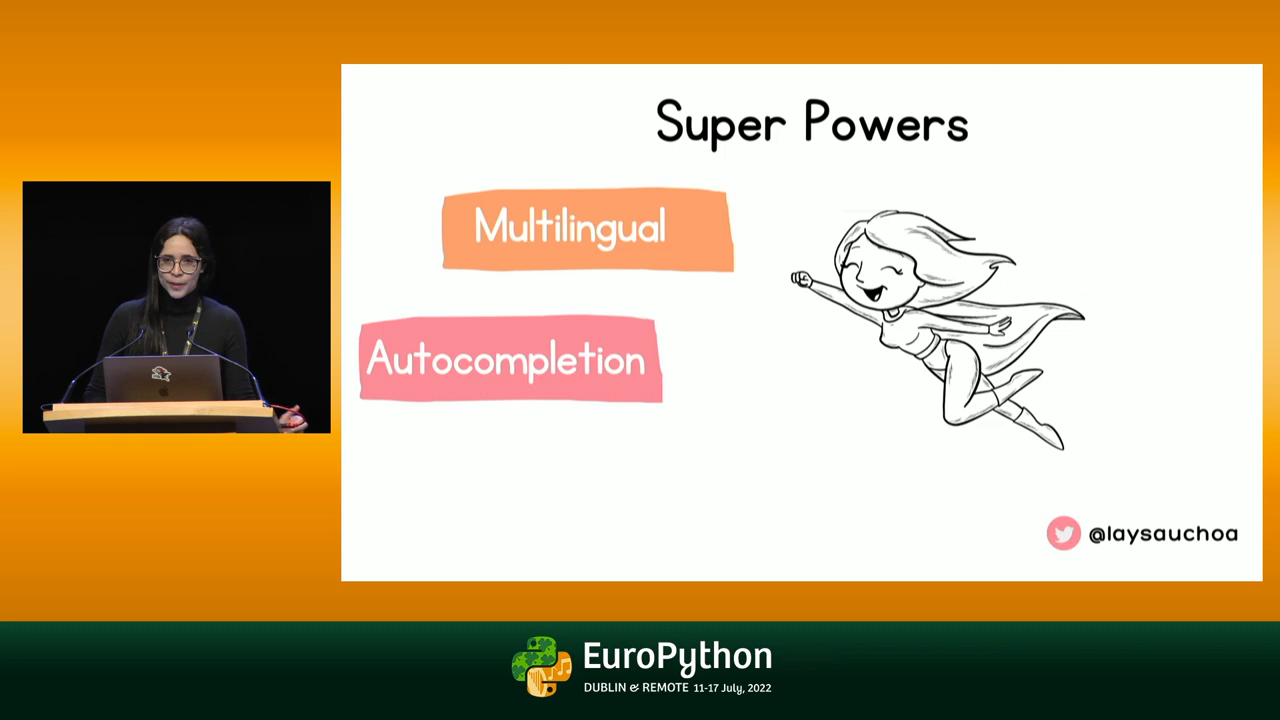 Super Powers
Multilingual
Autocompletion
@laysauchoa
EuroPython
DUBLIN & REMOTE 11-17 July, 2022